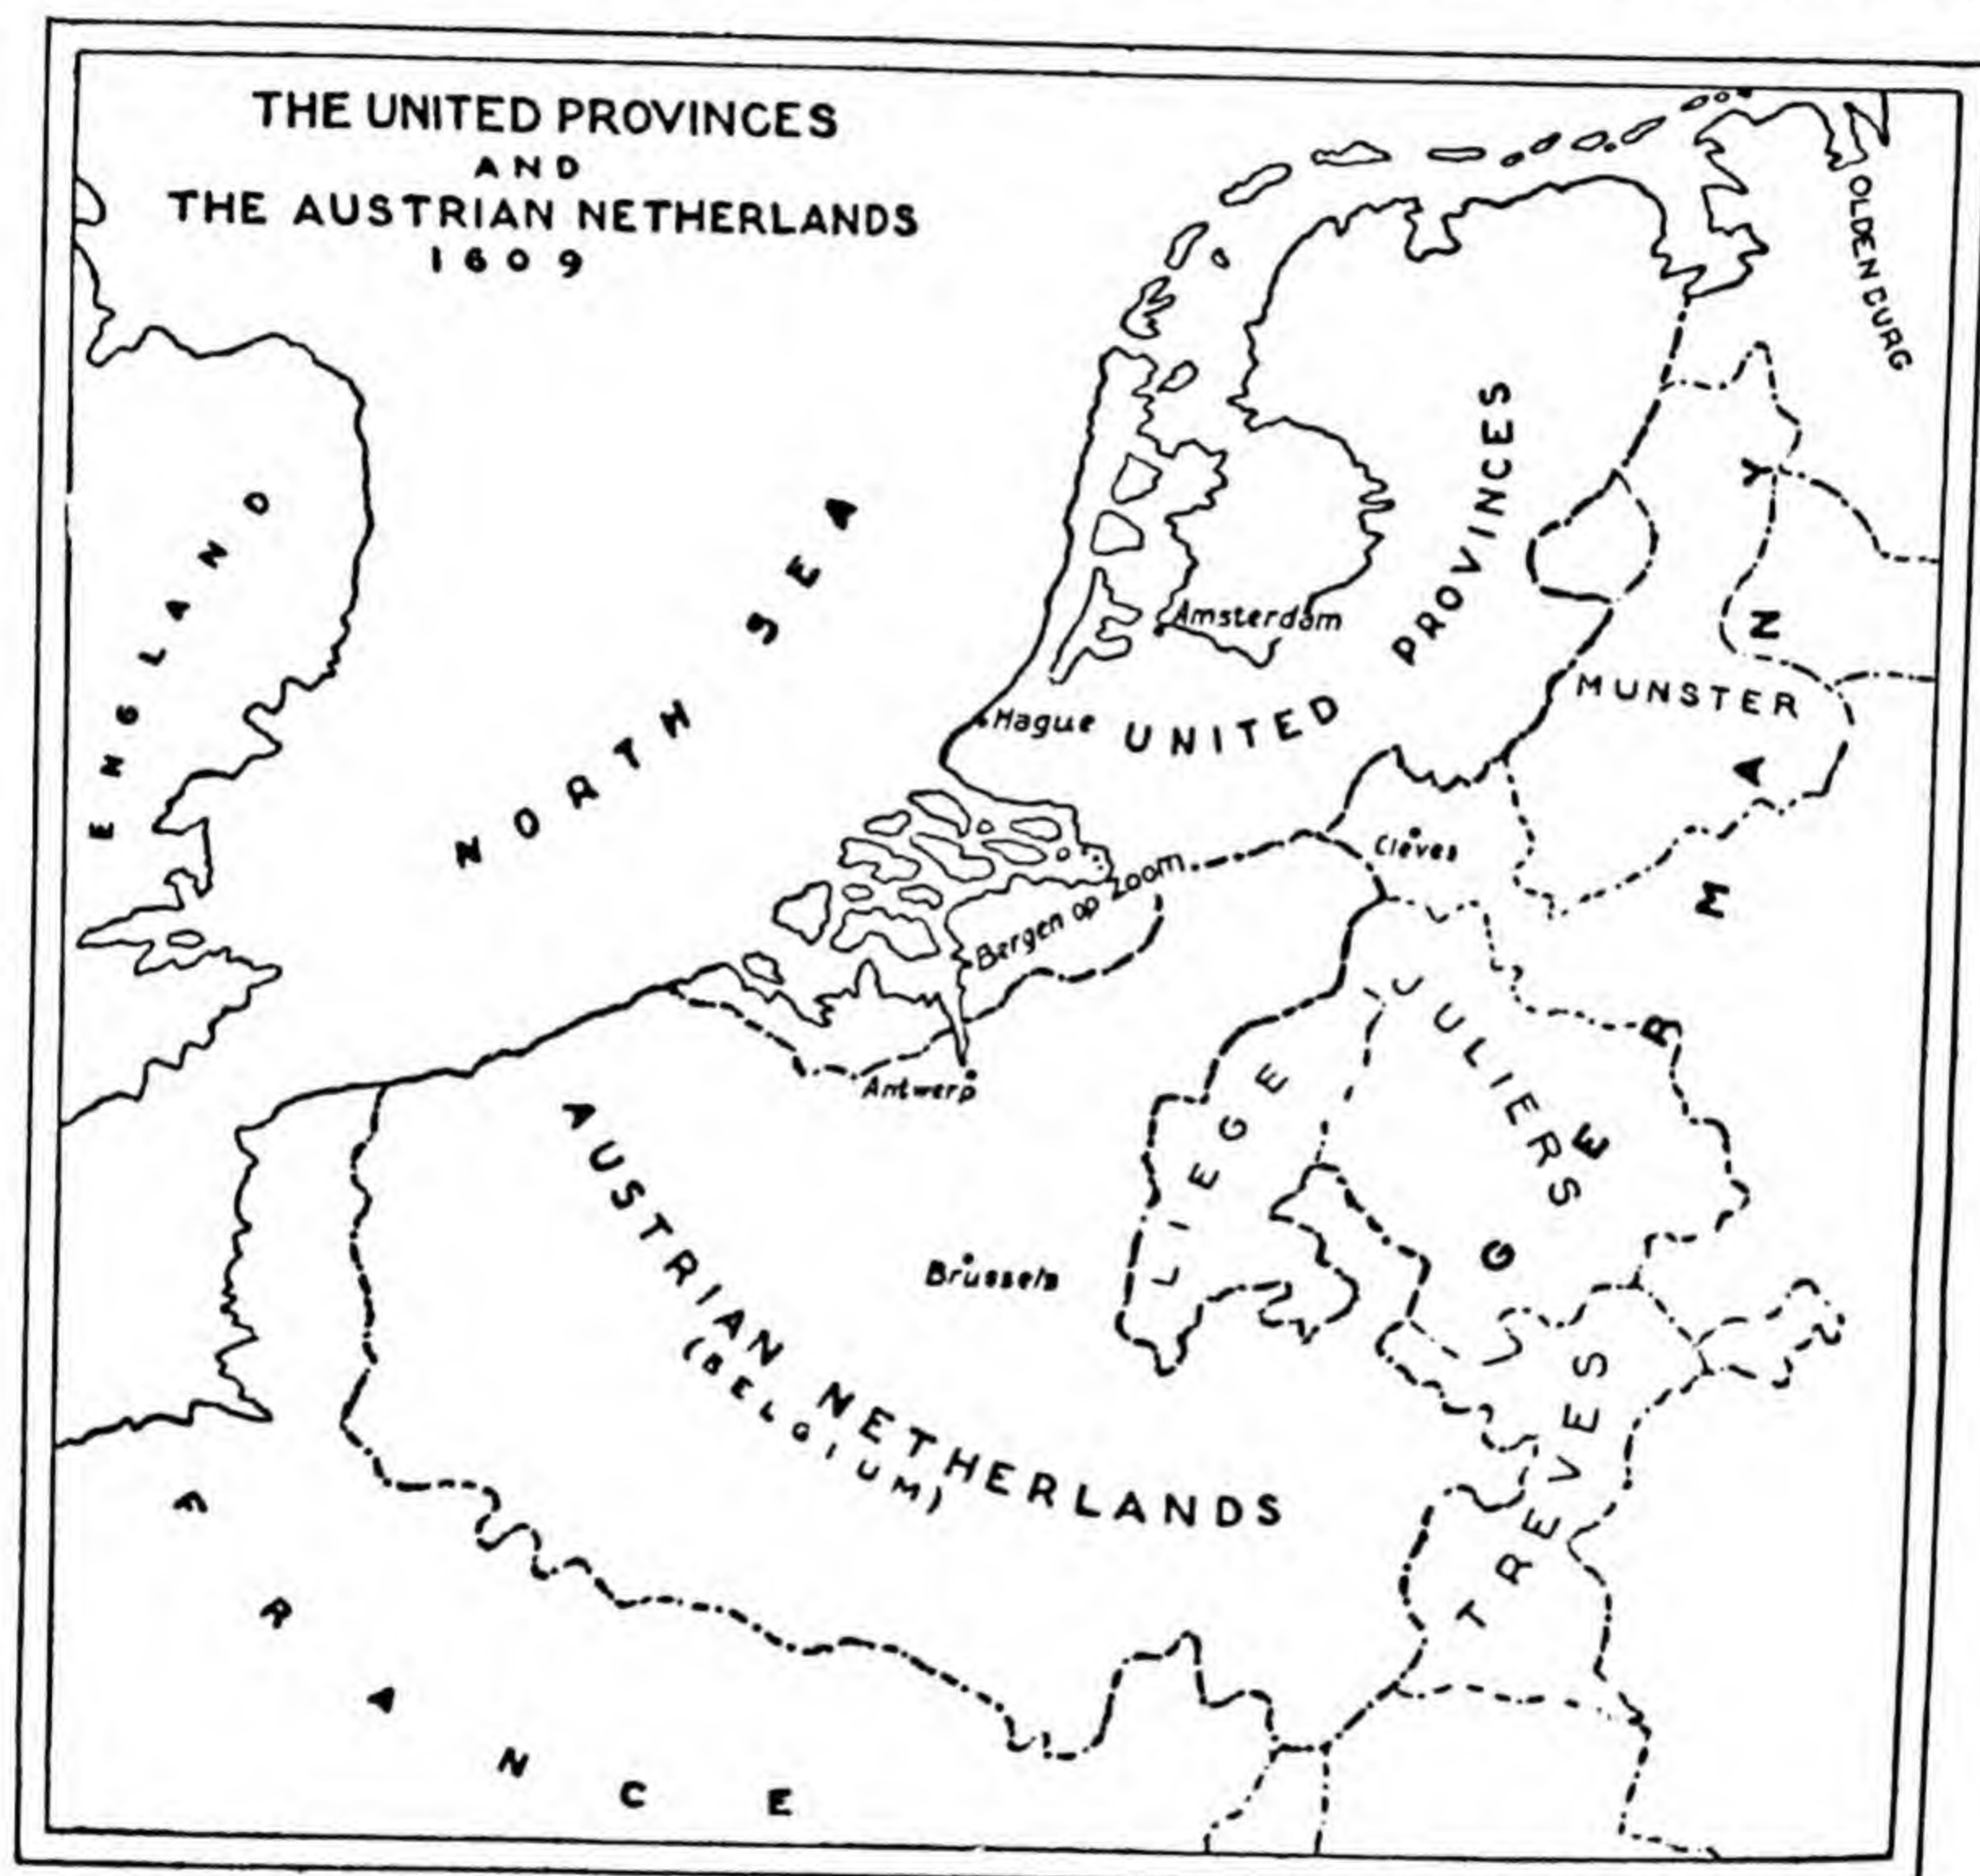 THE UNITED PROVINCES
AND
THE AUSTRIAN NETHERLANDS
1609
OLDENBURG
ENGLAND
NORTH SEA
Amsterdam
Hague
UNITED PROVINCES
MUNSTER
GERMANY
Cleves
Bergen op Zoom
Antwerp
JULIERS
LIEGE
Brussels
AUSTRIAN NETHERLANDS
(BELGIUM)
TREVES
FRANCE